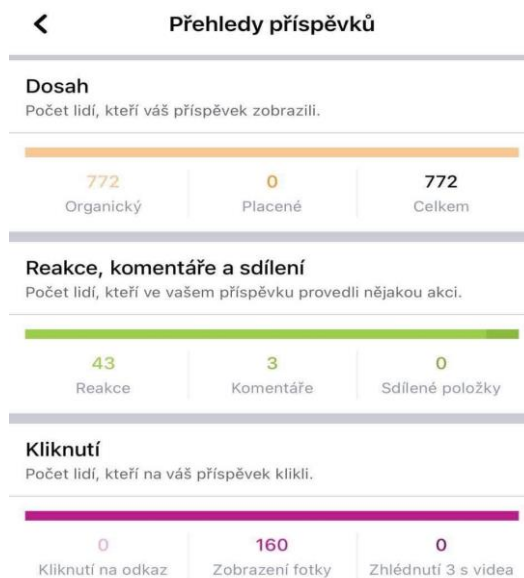 Přehledy příspěvků
Dosah
Počet lidí, kteří váš příspěvek zobrazili.
772 0 772
Organický Placené Celkem
Reakce, komentáře a sdílení
Počet lidí, kteří ve vašem příspěvku provedli nějakou akci.
43 3 0
Reakce Komentáře Sdílené položky
Kliknutí
Počet lidí, kteří na váš příspěvek klikli.
0 160 0
Kliknutí na odkaz Zobrazení fotky Zhlédnutí 3 s videa